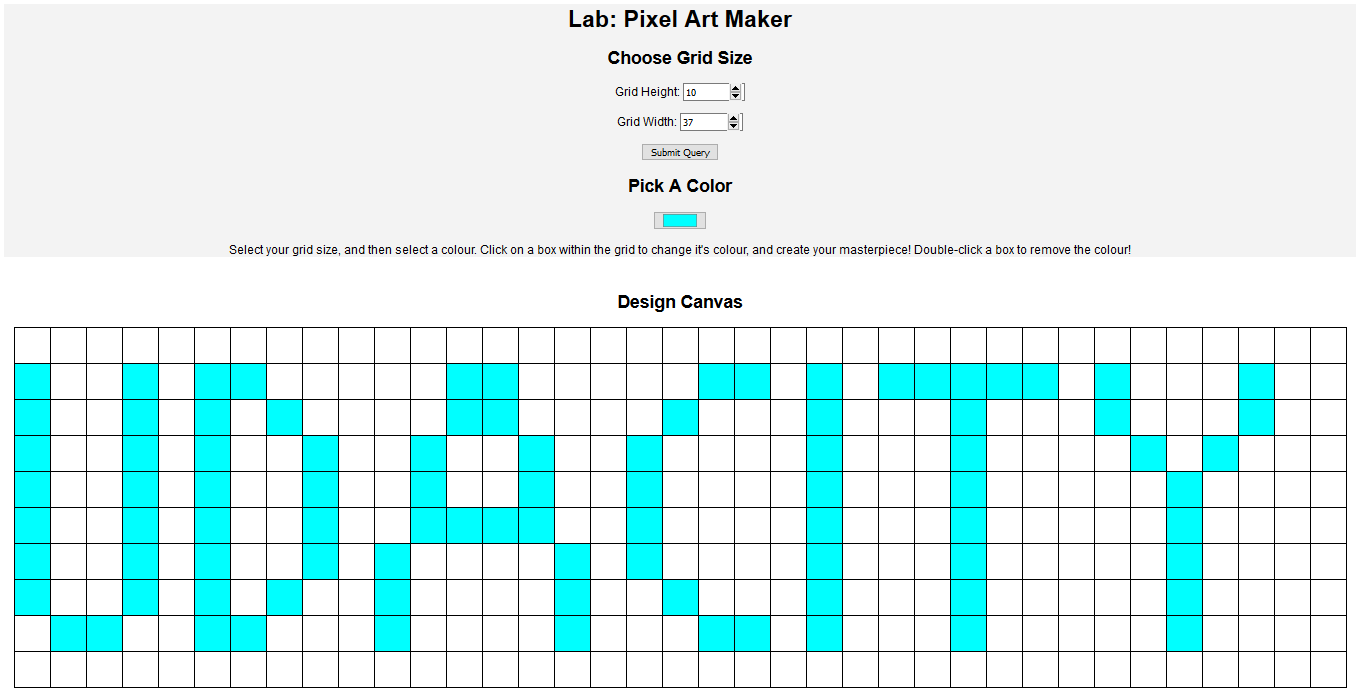 Lab: Pixel Art Maker
Choose Grid Size
Grid Height: 10
Grid Width: 37
Submit Query
Pick A Color
Select your grid size, and then select a colour. Click on a box within the grid to change it's colour, and create your masterpiece! Double-click a box to remove the colour!
Design Canvas
UDACITY